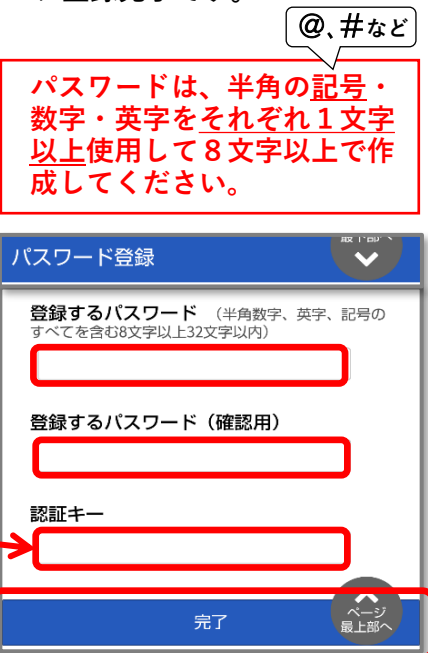 @、#など
パスワードは、半角の記号・
数字・英字をそれぞれ１文字
以上使用して８文字以上で作
成してください。
パスワード登録
登録するパスワード （半角数字、英字、記号の
すべてを含む8文字以上32文字以内）
登録するパスワード（確認用）
認証キー
完了
ページ
最上部へ